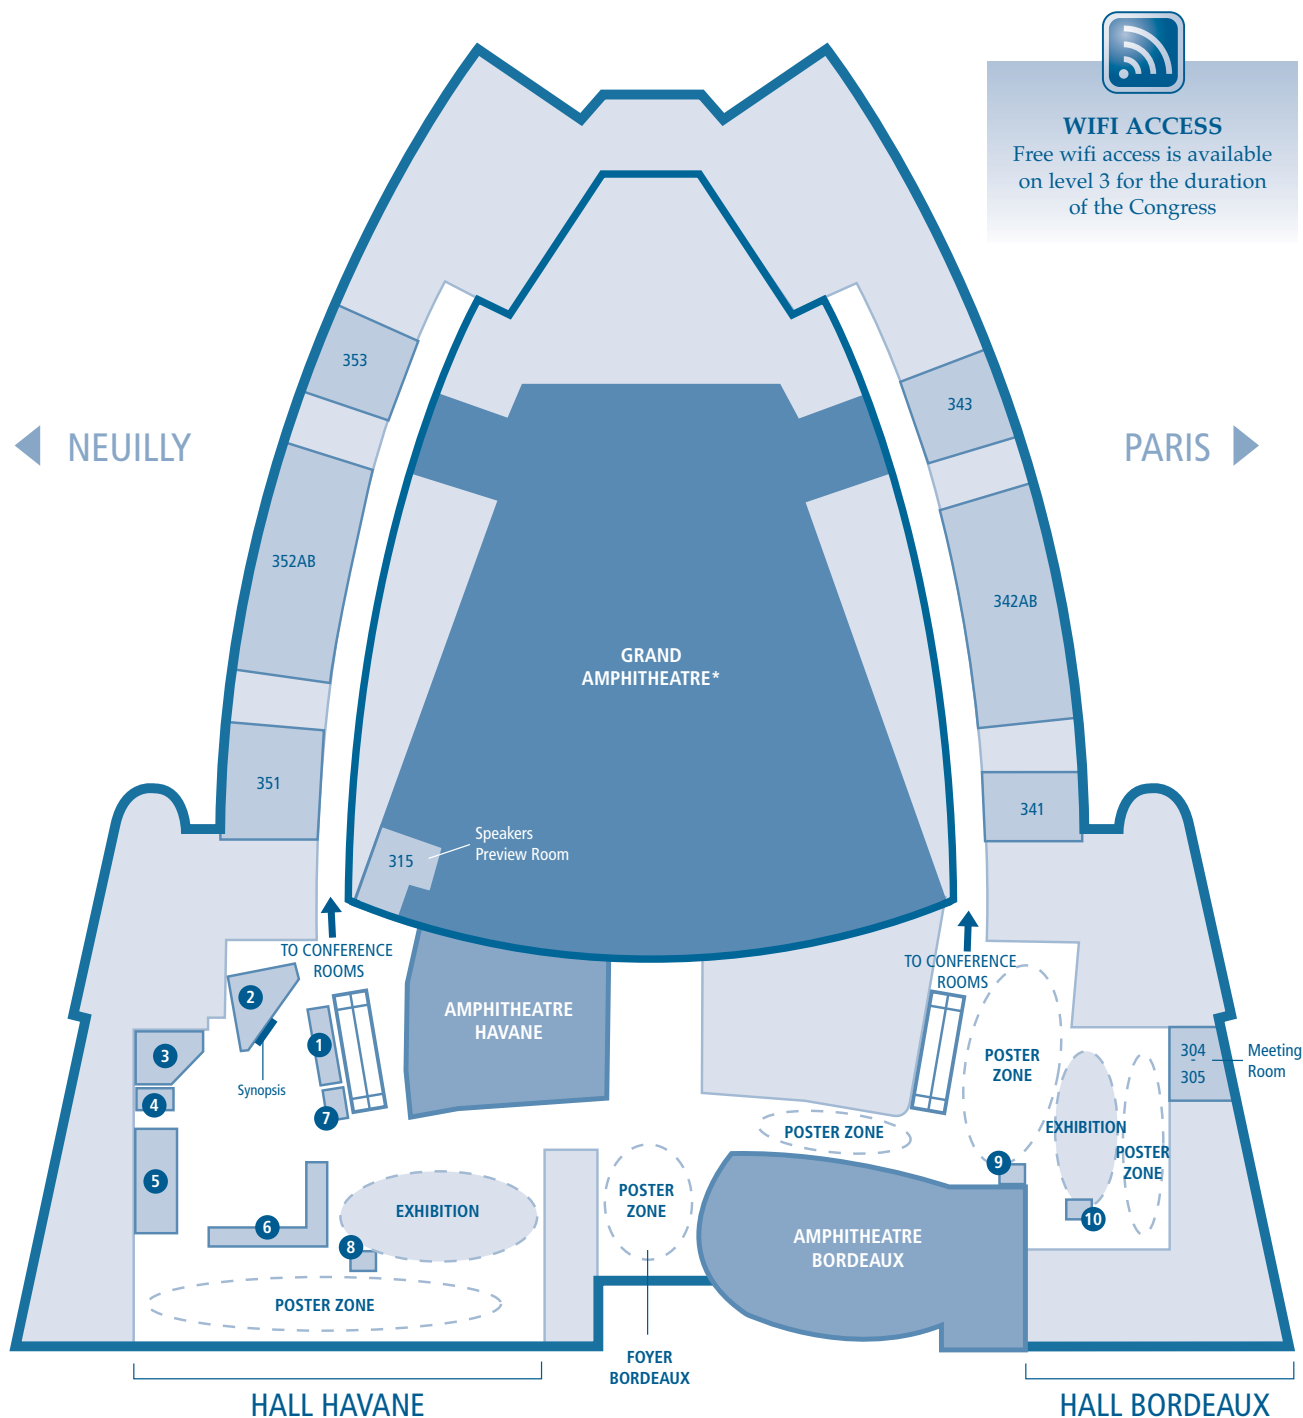 WIFI ACCESS
Free wifi access is available
on level 3 for the duration
of the Congress
353
343
NEUILLY
PARIS
352AB
342AB
GRAND
AMPHITHEATRE*
351
341
Speakers
Preview Room
315
TO CONFERENCE
ROOMS
TO CONFERENCE
ROOMS
2
AMPHITHEATRE
HAVANE
1
3
Synopsis
4
7
POSTER
ZONE
304
-
305
Meeting
Room
EXHIBITION
POSTER ZONE
POSTER
ZONE
9
5
POSTER
ZONE
EXHIBITION
6
10
8
AMPHITHEATRE
BORDEAUX
POSTER ZONE
FOYER
BORDEAUX
HALL HAVANE
HALL BORDEAUX